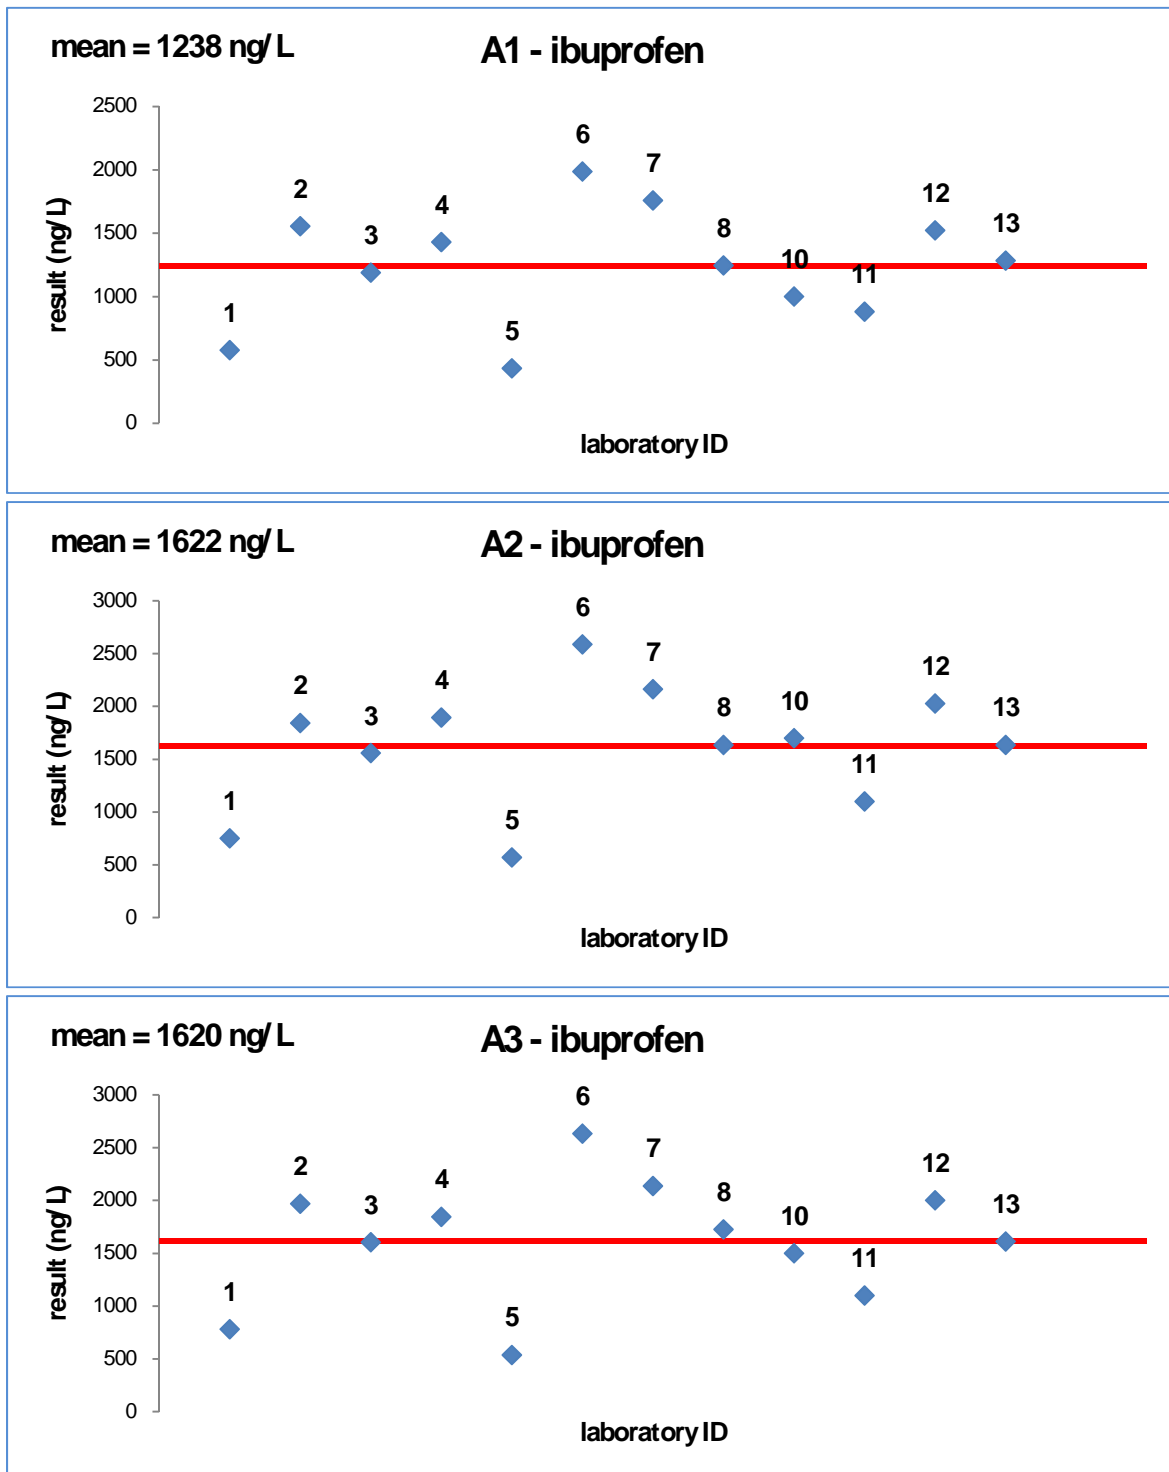 mean = 1238 ng/L A1 - ibuprofen
2500
2000
1500
1000
500
0
result (ng/L)
1 2 3 4 5 6 7 8 10 11 12 13
laboratory ID
mean = 1622 ng/L A2 - ibuprofen
3000
2500
2000
1500
1000
500
0
result (ng/L)
1 2 3 4 5 6 7 8 10 11 12 13
laboratory ID
mean = 1620 ng/L A3 - ibuprofen
3000
2500
2000
1500
1000
500
0
result (ng/L)
1 2 3 4 5 6 7 8 10 11 12 13
laboratory ID